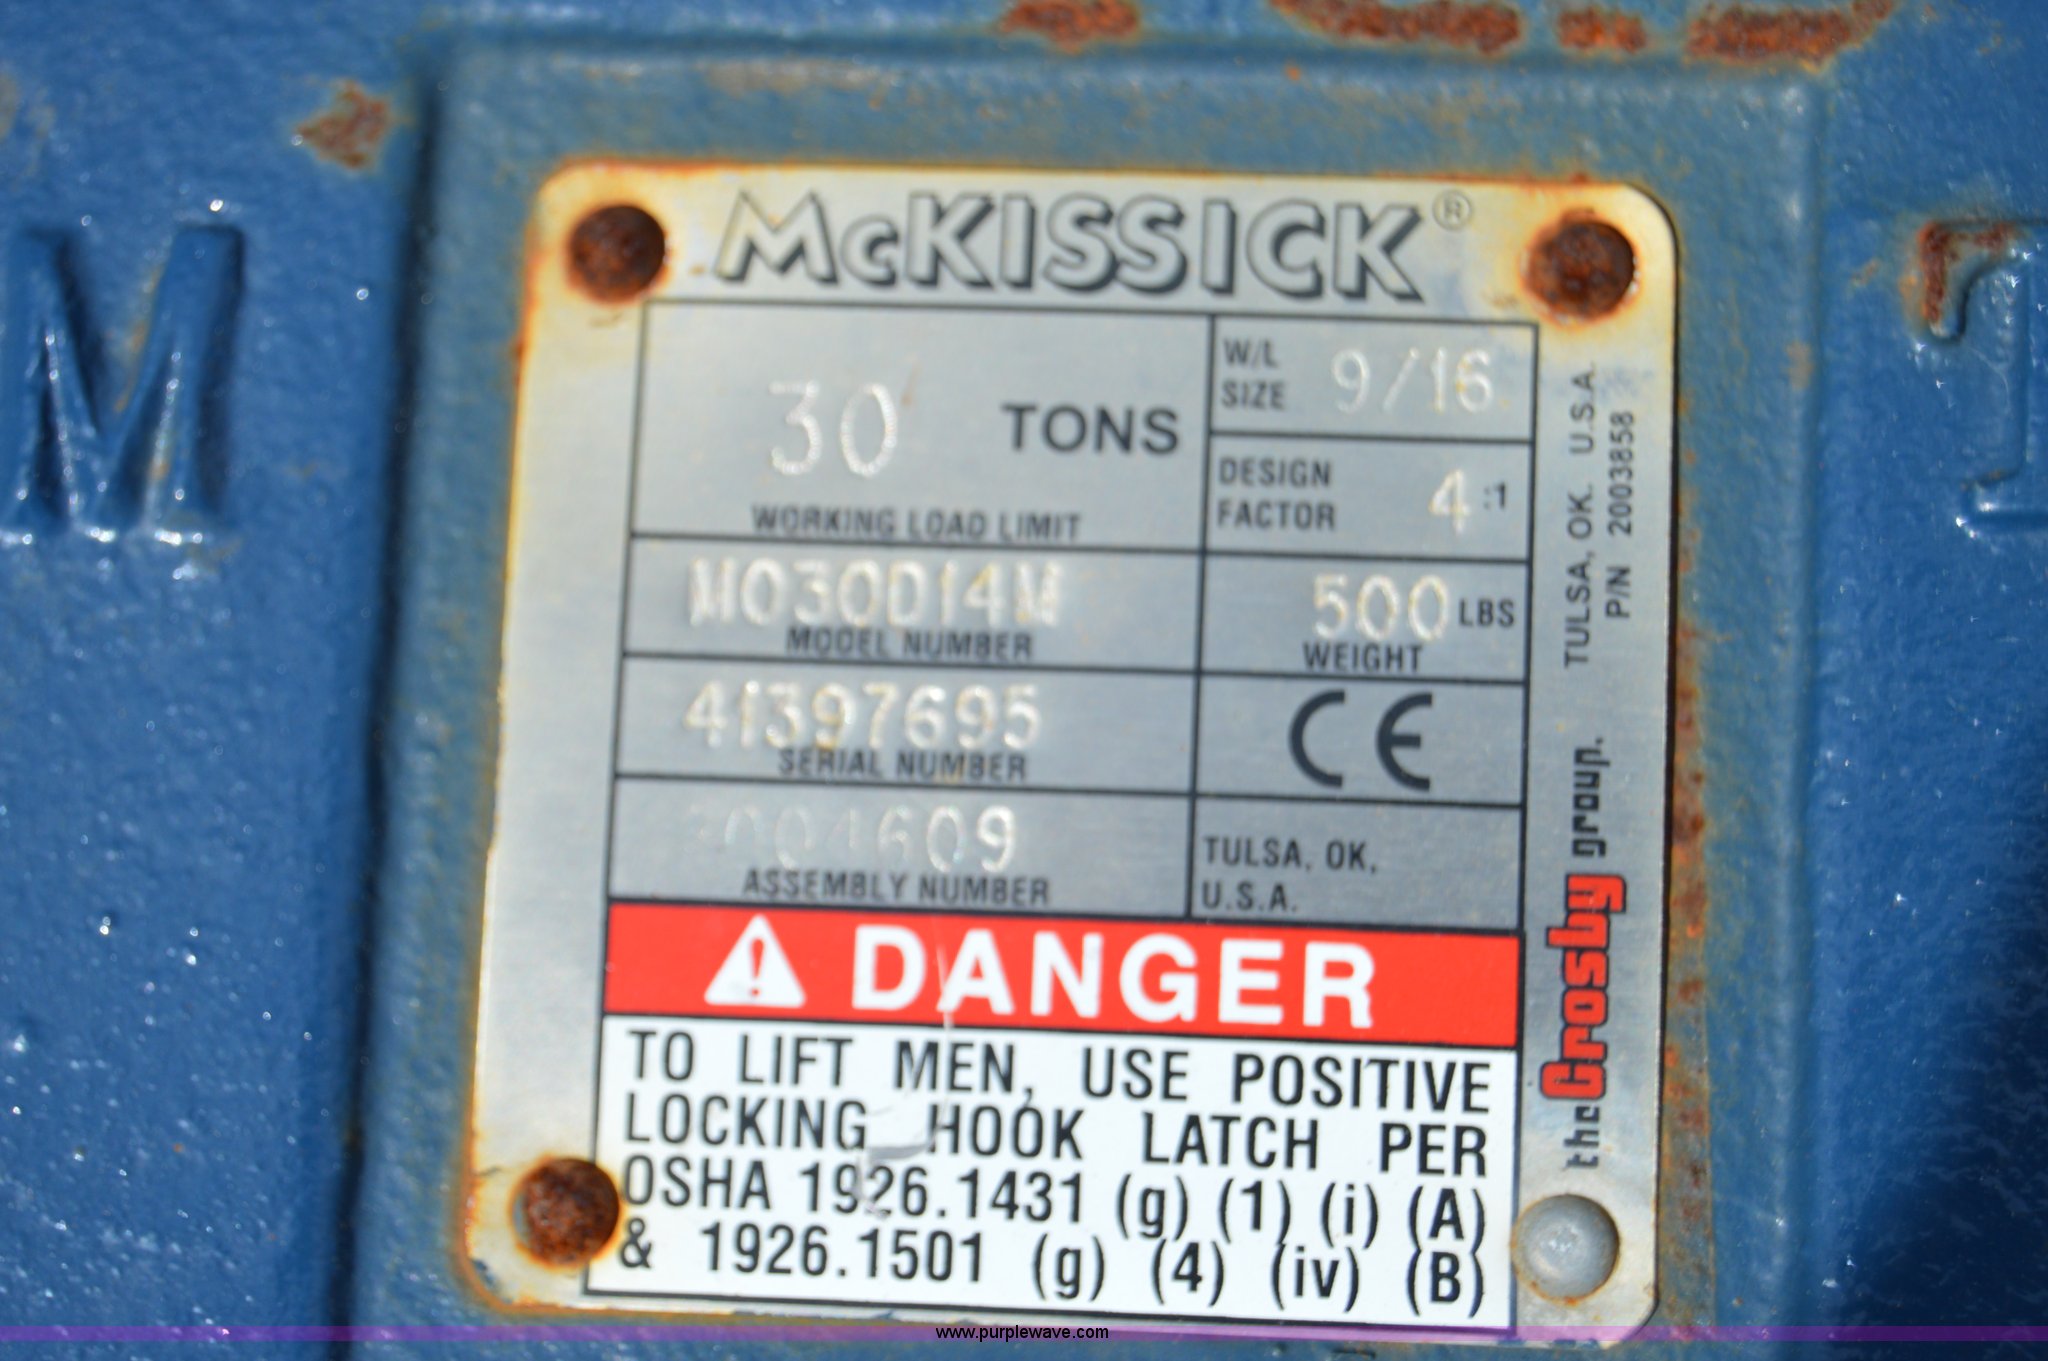 M
McKISSICK®
30 TONS
WORKING LOAD LIMIT
W/L
SIZE 9/16
DESIGN
FACTOR 4 :1
M030D14M
MODEL NUMBER
500 LBS
WEIGHT
41397695
SERIAL NUMBER
CE
ASSEMBLY NUMBER
TULSA, OK,
U.S.A.
DANGER
TO LIFT MEN, USE POSITIVE
LOCKING HOOK LATCH PER
OSHA 1926.1431 (g) (1) (i) (A)
& 1926.1501 (g) (4) (iv) (B)
the Crosby group. TULSA, OK. U.S.A.
P/N 2003858
www.purplewave.com